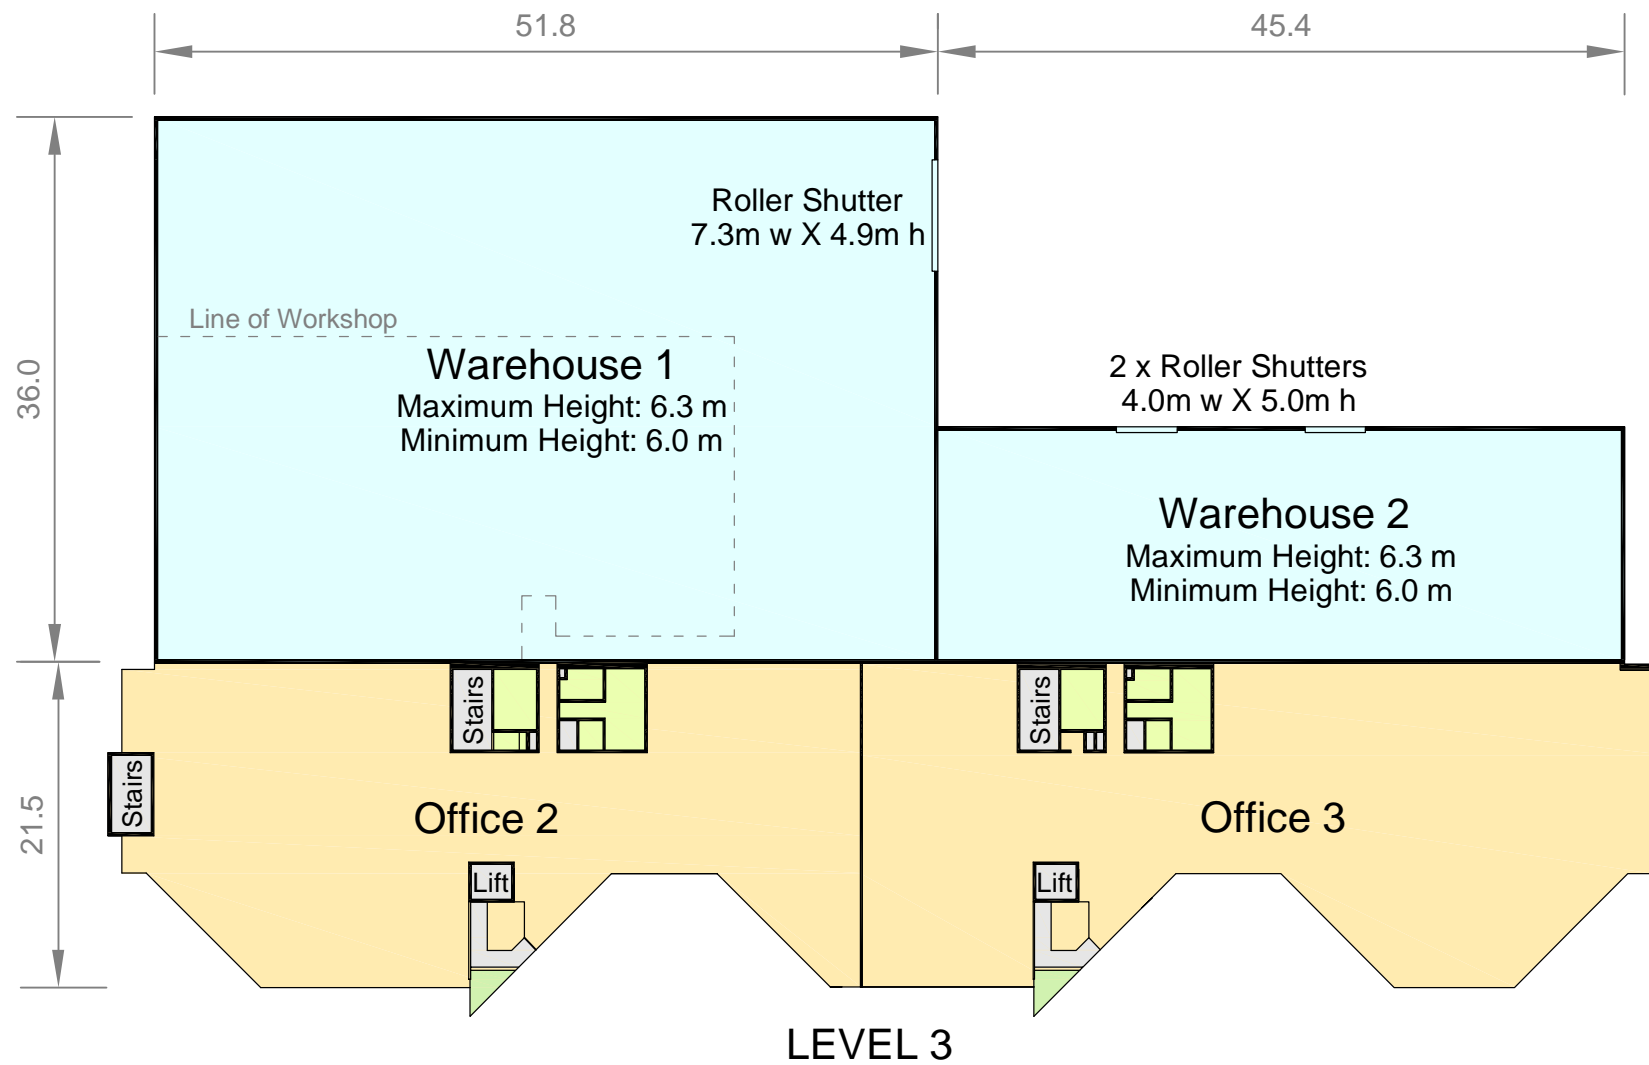 51.8
45.4
Roller Shutter
7.3m w X 4.9m h
Line of Workshop
36.0
Warehouse 1
Maximum Height: 6.3 m
Minimum Height: 6.0 m
2 x Roller Shutters
4.0m w X 5.0m h
Warehouse 2
Maximum Height: 6.3 m
Minimum Height: 6.0 m
Stairs
Stairs
Stairs
21.5
Office 2
Office 3
Lift
Lift
LEVEL 3